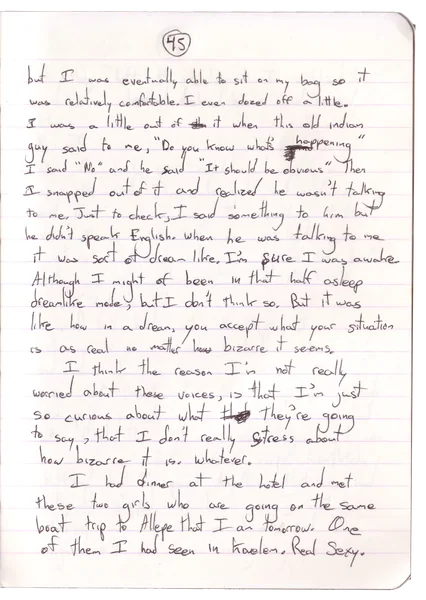 45
but I was eventually able to sit on my bag so it
was relatively comfortable. I even dozed off a little.
I was a little out of it when this old indian
guy said to me, "Do you know what's happening"
I said "No" and he said "It should be obvious" Then
I snapped out of it and realized he wasn't talking
to me. Just to check, I said something to him but
he didn't speak English. When he was talking to me
it was sort of dream like. I'm sure I was awake
Although I might of been in that half asleep
dreamlike mode, but I don't think so. But it was
like how in a dream, you accept what your situation
is as real no matter how bizarre it seems.
I think the reason I'm not really
worried about these voices, is that I'm just
so curious about what they're going
to say, that I don't really stress about
how bizarre it is. whatever.
I had dinner at the hotel and met
these two girls who are going on the same
boat trip to Allepe that I am tomorrow. One
of them I had seen in Real Sexy.